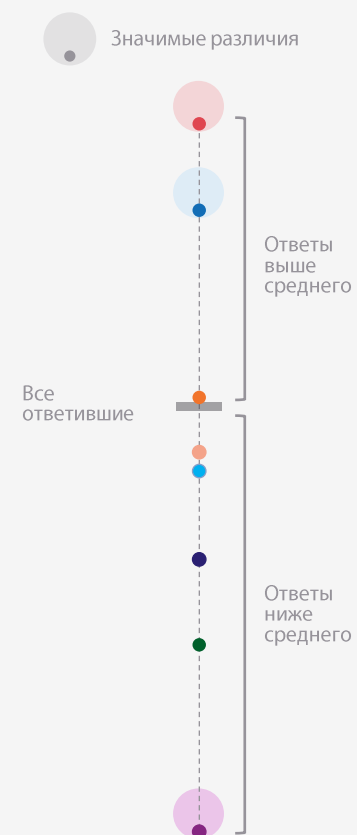 Значимые различия
Ответы
выше
среднего
Все
ответившие
Ответы
ниже
среднего